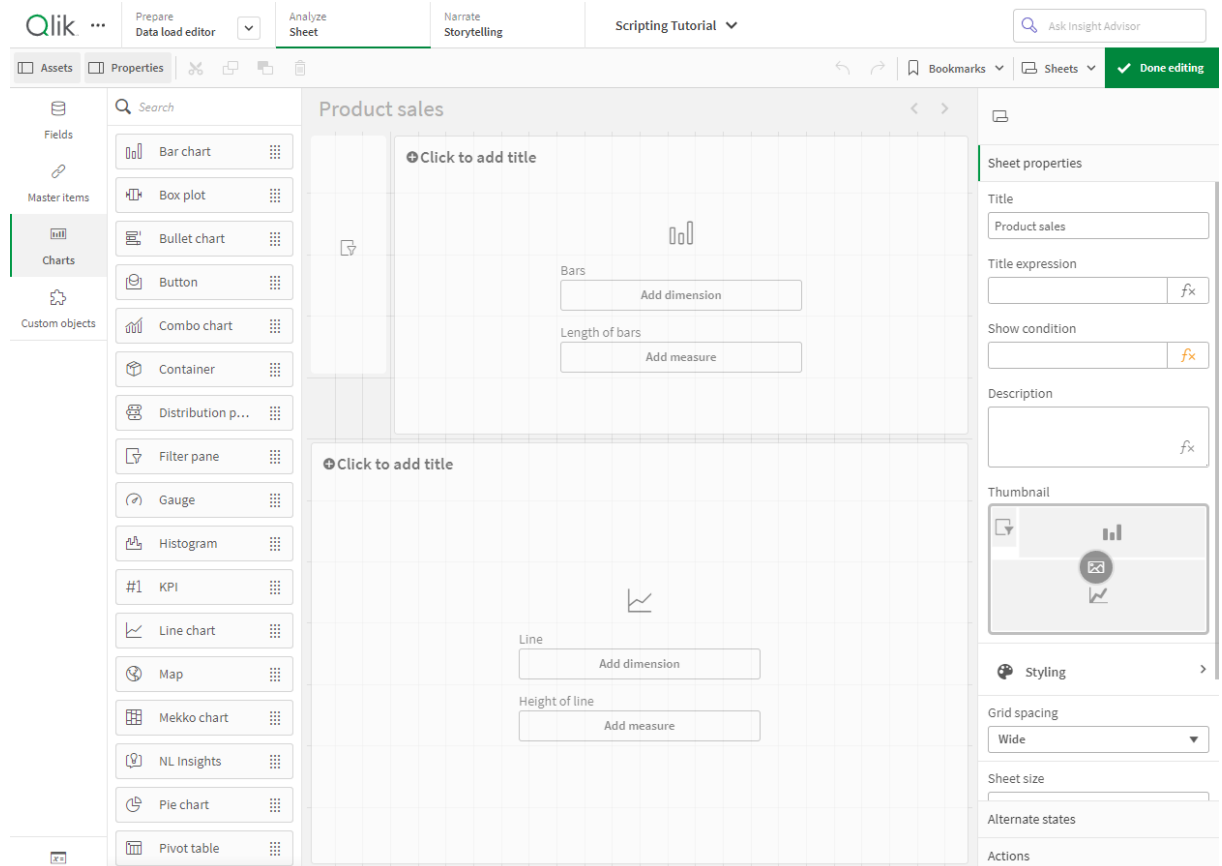 Qlik
Prepare
Data load editor
Analyze
Sheet
Narrate
Storytelling
Scripting Tutorial
Ask Insight Advisor
Assets
Properties
Bookmarks
Sheets
Done editing
Fields
Master items
Charts
Custom objects
Search
Bar chart
Box plot
Bullet chart
Button
Combo chart
Container
Distribution p...
Filter pane
Gauge
Histogram
#1 KPI
Line chart
Map
Mekko chart
NL Insights
Pie chart
Pivot table
Product sales
Click to add title
Bars
Add dimension
Length of bars
Add measure
Click to add title
Line
Add dimension
Height of line
Add measure
Sheet properties
Title
Product sales
Title expression
fx
Show condition
fx
Description
fx
Thumbnail
Styling
Grid spacing
Wide
Sheet size
Alternate states
Actions